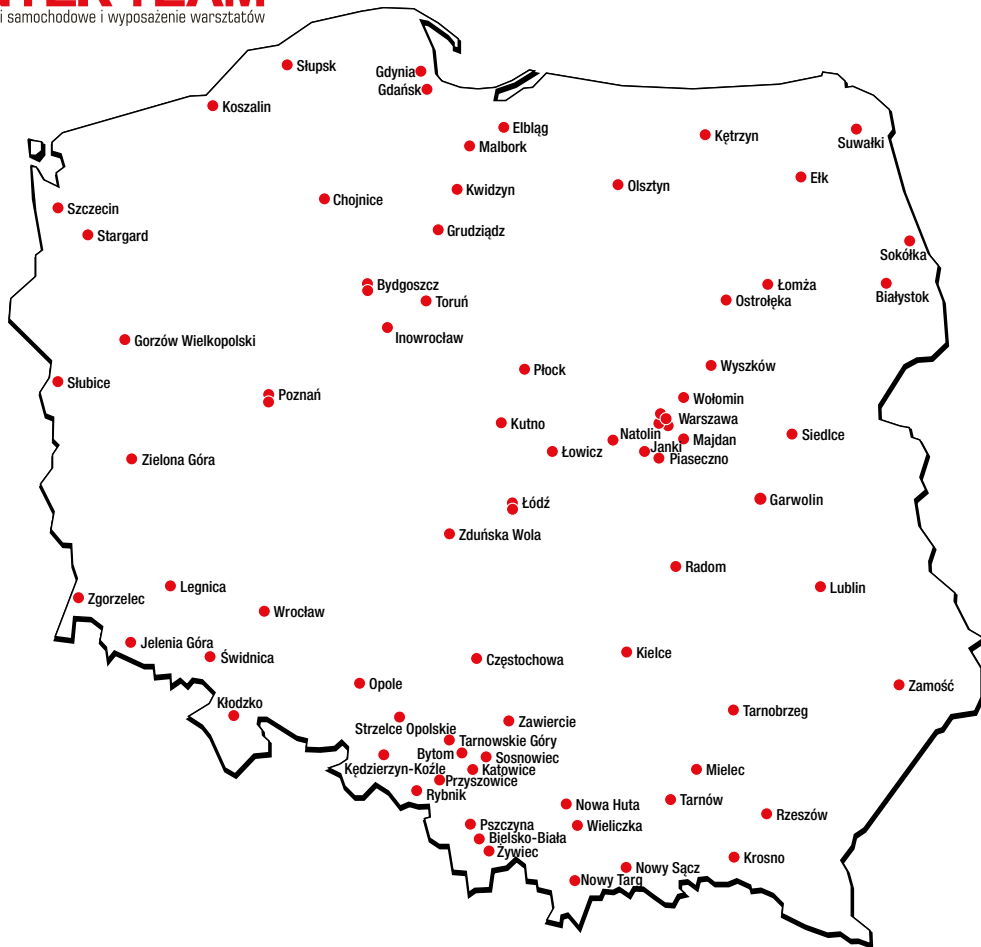 i samochodowe i wyposażenie warsztatów
Słupsk
Gdynia
Gdańsk
Koszalin
Elbląg
Kętrzyn
Suwałki
Malbork
Ełk
Olsztyn
Kwidzyn
Chojnice
Szczecin
Stargard
Grudziądz
Sokółka
Bydgoszcz
Łomża
Białystok
Toruń
Ostrołęka
Inowrocław
Gorzów Wielkopolski
Wyszków
Płock
Słubice
Poznań
Wołomin
Warszawa
Kutno
Natolin
Majdan
Siedlce
Janki
Łowicz
Piaseczno
Zielona Góra
Garwolin
Łódź
Zduńska Wola
Radom
Legnica
Lublin
Zgorzelec
Wrocław
Jelenia Góra
Świdnica
Kielce
Częstochowa
Opole
Zamość
Kłodzko
Tarnobrzeg
Strzelce Opolskie
Zawiercie
Tarnowskie Góry
Bytom
Sosnowiec
Kędzierzyn-Koźle
Katowice
Mielec
Przyszowice
Rybnik
Tarnów
Nowa Huta
Rzeszów
Pszczyna
Wieliczka
Bielsko-Biała
Żywiec
Krosno
Nowy Sącz
Nowy Targ